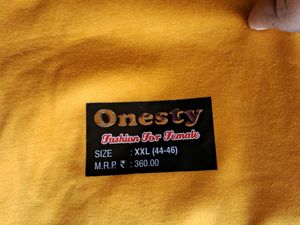 Onesty
Fashion For Female
SIZE : XXL (44-46)
M.R.P. ₹ : 360.00